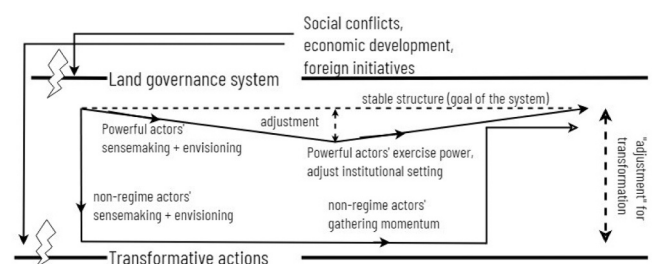 Social conflicts,
economic development,
foreign initiatives
Land governance system
stable structure (goal of the system)
adjustment
Powerful actors'
sensemaking + envisioning
Powerful actors' exercise power,
adjust institutional setting
"adjustment" for
transformation
non-regime actors'
sensemaking + envisioning
non-regime actors'
gathering momentum
Transformative actions